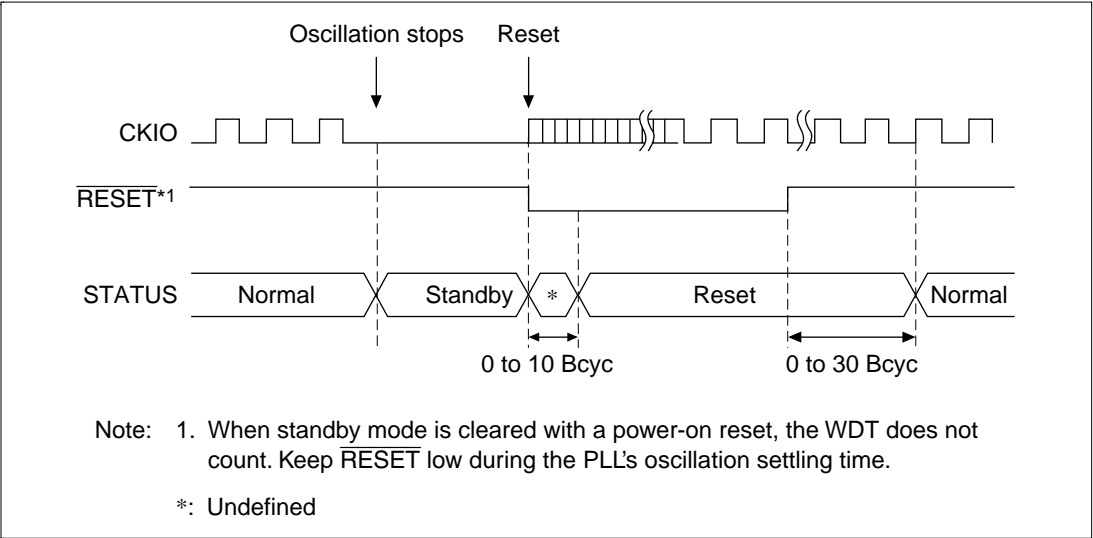 Oscillation stops Reset
CKIO
RESET*1
STATUS Normal Standby * Reset Normal
0 to 10 Bcyc 0 to 30 Bcyc
Note: 1. When standby mode is cleared with a power-on reset, the WDT does not
count. Keep RESET low during the PLL's oscillation settling time.
*: Undefined